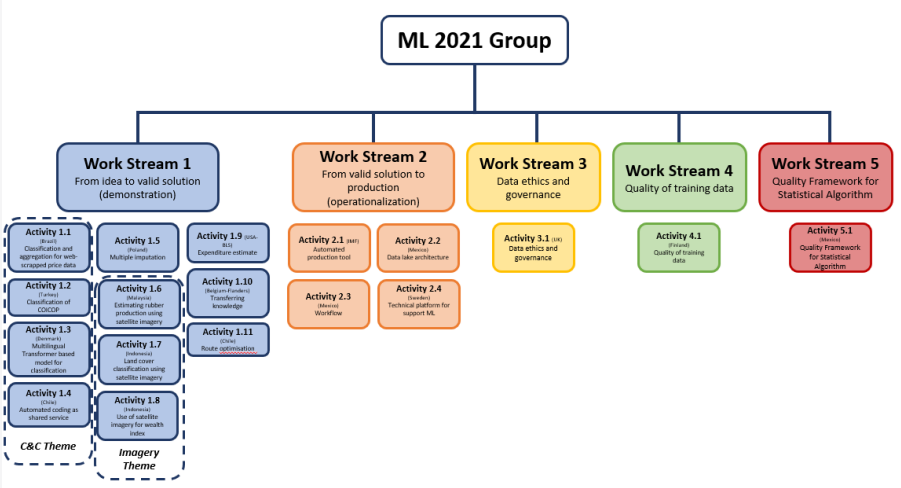 ML 2021 Group
Work Stream 1
From idea to valid solution
(demonstration)
Work Stream 2
From valid solution to
production
(operationalization)
Work Stream 3
Data ethics and
governance
Work Stream 4
Quality of training data
Work Stream 5
Quality Framework for
Statistical Algorithm
Activity 1.1
(Brazil)
Classification and
aggregation for web-
scrapped price data
Activity 1.2
(Turkey)
Classification of
COICOP
Activity 1.3
(Denmark)
Multilingual
Transformer based
model for
classification
Activity 1.4
(Chile)
Automated coding as
shared service
C&C Theme
Activity 1.5
(Poland)
Multiple imputation
Activity 1.6
(Malaysia)
Estimating rubber
production using
satellite imagery
Activity 1.7
(Indonesia)
Land cover
classification using
satellite imagery
Activity 1.8
(Indonesia)
Use of satellite
imagery for wealth
index
Imagery
Theme
Activity 1.9 (USA-
BLS)
Expenditure estimate
Activity 1.10
(Belgium-Flanders)
Transferring
knowledge
Activity 1.11
(Chile)
Route optimisation
Activity 2.1 (IMF)
Automated
production tool
Activity 2.2
(Mexico)
Data lake architecture
Activity 2.3
(Mexico)
Workflow
Activity 2.4
(Sweden)
Technical platform for
support ML
Activity 3.1 (UK)
Data ethics and
governance
Activity 4.1
(Finland)
Quality of training
data
Activity 5.1
(Mexico)
Quality Framework
for Statistical
Algorithm